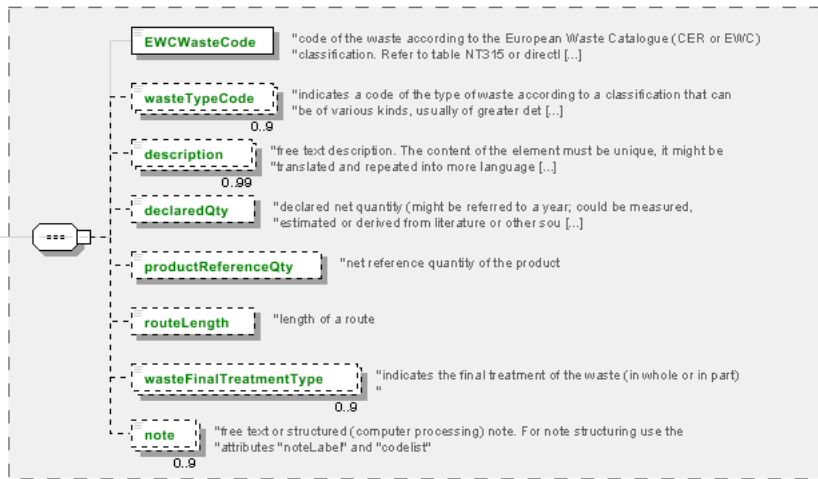 EWCWasteCode
"code of the waste according to the European Waste Catalogue (CER or EWC)
"classification. Refer to table NT315 or directl [...]
wasteTypeCode
"indicates a code of the type of waste according to a classification that can
"be of various kinds, usually of greater det [...]
0..9
description
"free text description. The content of the element must be unique, it might be
"translated and repeated into more language [...]
0..99
declaredQty
"declared net quantity (might be referred to a year; could be measured,
"estimated or derived from literature or other sou [...]
productReferenceQty
"net reference quantity of the product
routeLength
"length of a route
wasteFinalTreatmentType
"indicates the final treatment of the waste (in whole or in part)
"
0..9
note
"free text or structured (computer processing) note. For note structuring use the
"attributes "noteLabel" and "codelist"
0..9